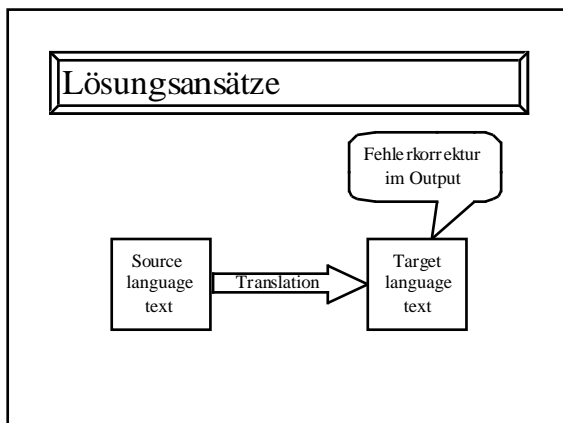 Lösungsansätze
Fehlerkorrektur
im Output
Source
language
text
Translation
Target
language
text